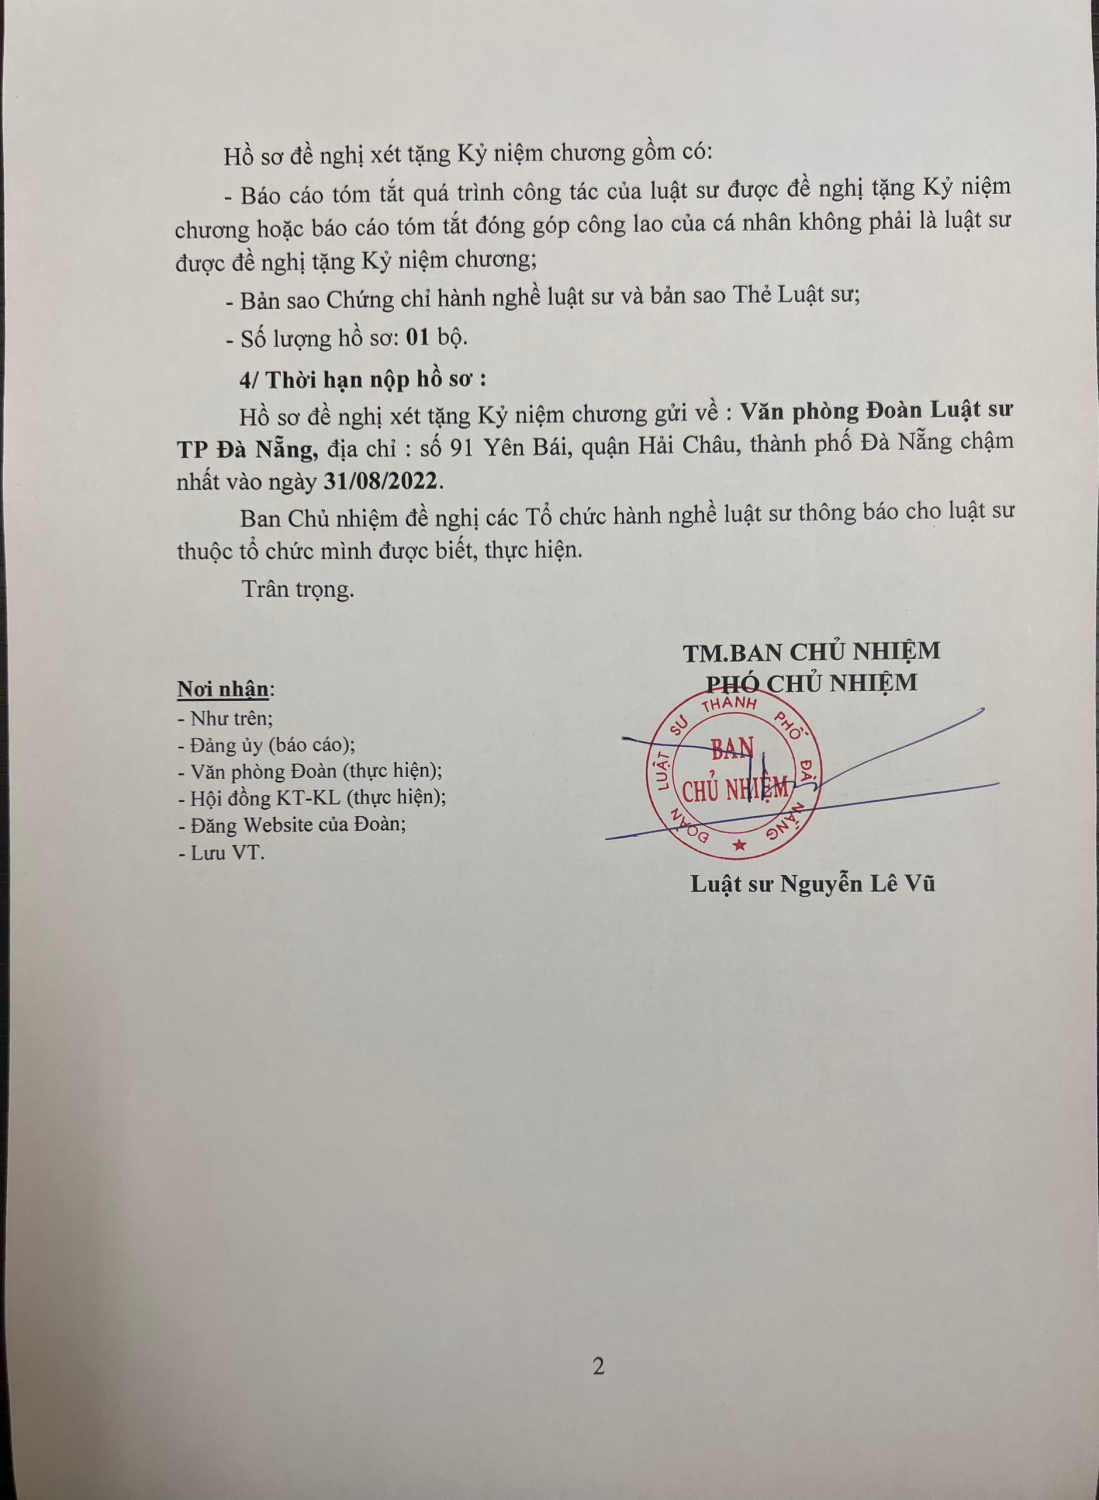 Hồ sơ đề nghị xét tặng Kỷ niệm chương gồm có:
- Báo cáo tóm tắt quá trình công tác của luật sư được đề nghị tặng Kỷ niệm
chương hoặc báo cáo tóm tắt đóng góp công lao của cá nhân không phải là luật sư
được đề nghị tặng Kỷ niệm chương;
- Bản sao Chứng chỉ hành nghề luật sư và bản sao Thẻ Luật sư;
- Số lượng hồ sơ: 01 bộ.
4/ Thời hạn nộp hồ sơ :
Hồ sơ đề nghị xét tặng Kỷ niệm chương gửi về : Văn phòng Đoàn Luật sư
TP Đà Nẵng, địa chỉ : số 91 Yên Bái, quận Hải Châu, thành phố Đà Nẵng chậm
nhất vào ngày 31/08/2022.
Ban Chủ nhiệm đề nghị các Tổ chức hành nghề luật sư thông báo cho luật sư
thuộc tổ chức mình được biết, thực hiện.
Trân trọng.
TM.BAN CHỦ NHIỆM
PHÓ CHỦ NHIỆM
Nơi nhận:
- Như trên;
- Đảng ủy (báo cáo);
- Văn phòng Đoàn (thực hiện);
- Hội đồng KT-KL (thực hiện);
- Đăng Website của Đoàn;
- Lưu VT.
ĐOÀN LUẬT SƯ THÀNH PHỐ ĐÀ NẴNG
BAN
CHỦ NHIỆM
Luật sư Nguyễn Lê Vũ
2